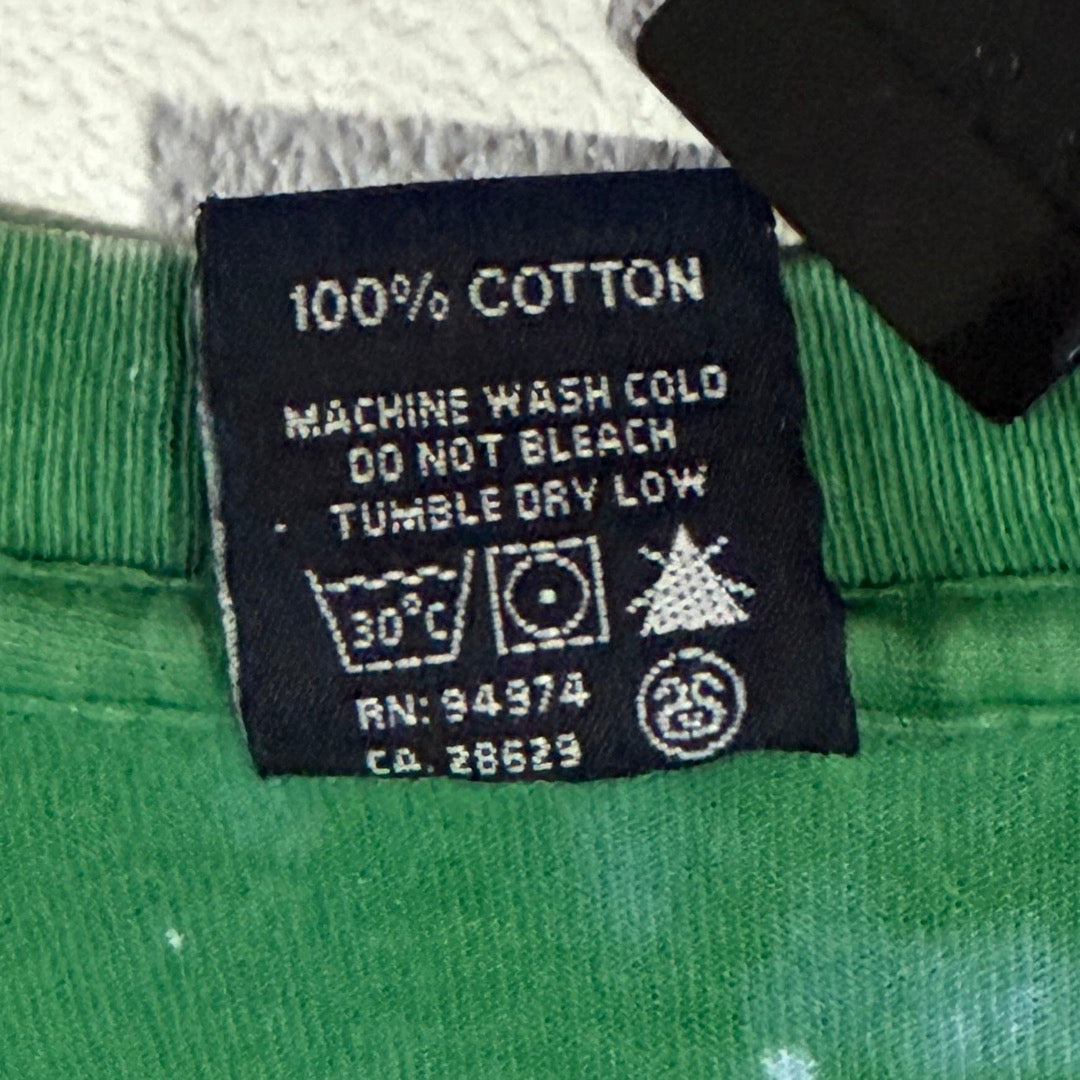 100% COTTON
MACHINE WASH COLD
DO NOT BLEACH
TUMBLE DRY LOW
30°C
RN: 94974
CA. 28629